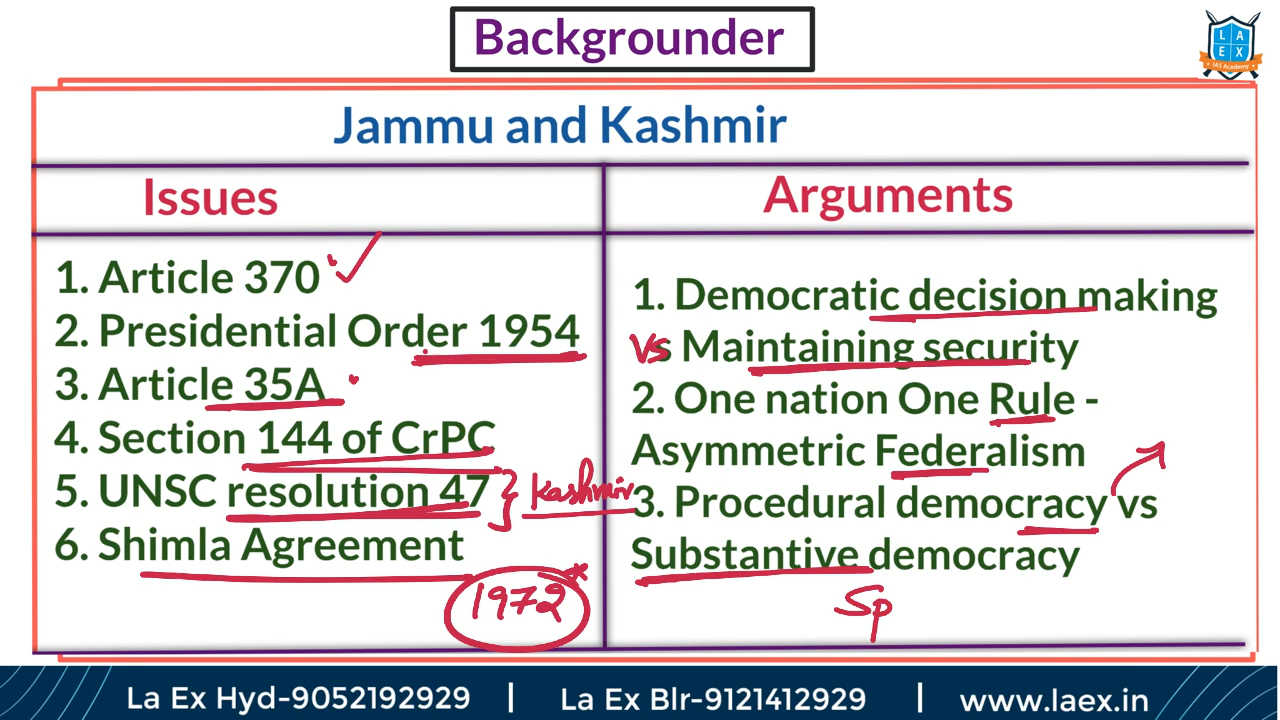 Backgrounder
L A
E X
IAS Academy
Jammu and Kashmir
Issues
1. Article 370
2. Presidential Order 1954
3. Article 35A
4. Section 144 of CrPC
5. UNSC resolution 47
Kashmir
6. Shimla Agreement
1972
Arguments
1. Democratic decision making
vs Maintaining security
2. One nation One Rule -
Asymmetric Federalism
3. Procedural democracy vs
Substantive democracy
Sp
La Ex Hyd-9052192929 | La Ex Blr-9121412929 | www.laex.in